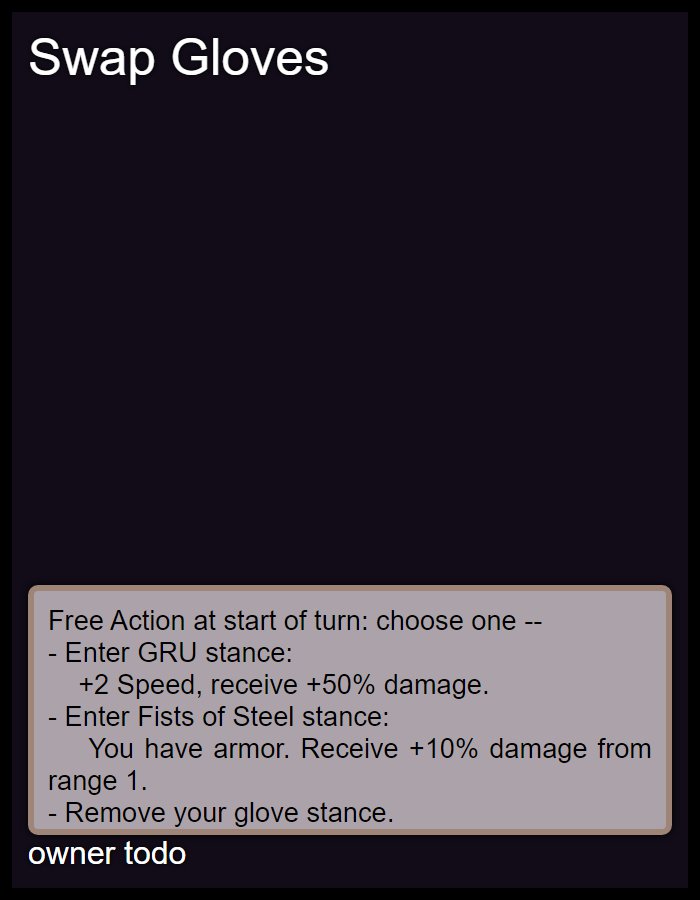 Swap Gloves
Free Action at start of turn: choose one --
- Enter GRU stance:
+2 Speed, receive +50% damage.
- Enter Fists of Steel stance:
You have armor. Receive +10% damage from
range 1.
- Remove your glove stance.
owner todo